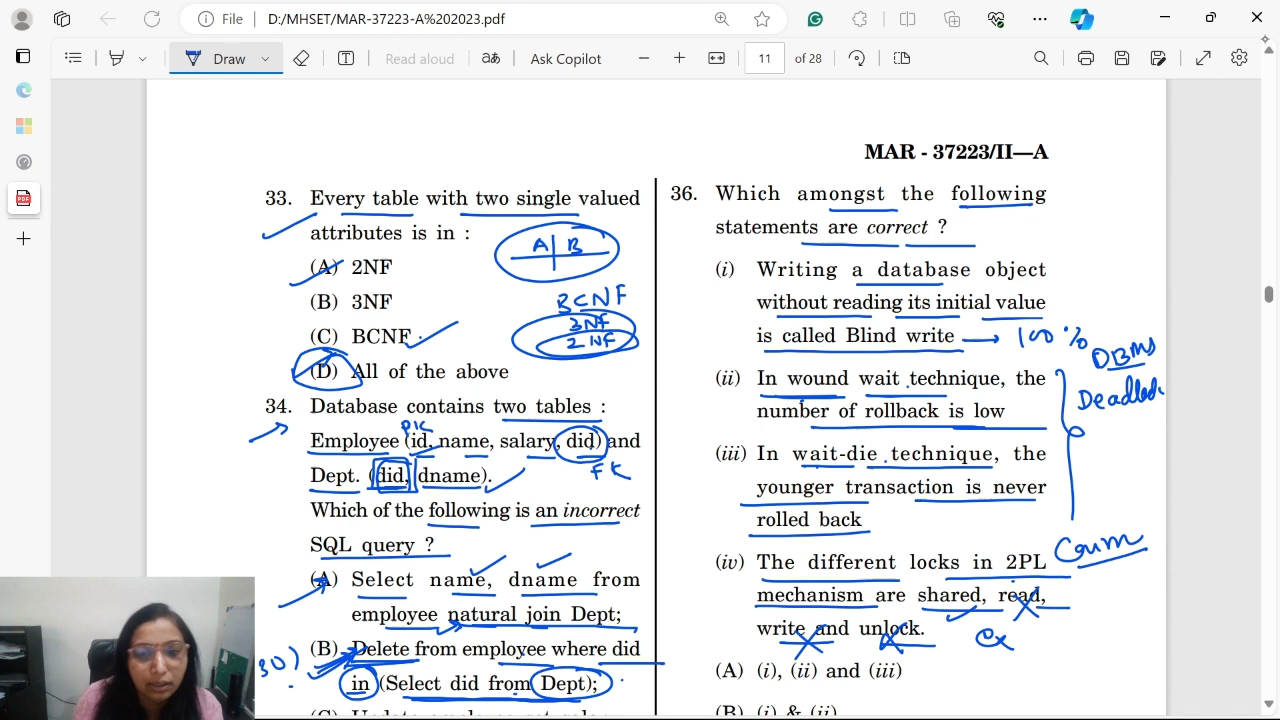 File
D:/MHSET/MAR-37223-A%202023.pdf
Draw
Read aloud
aあ
Ask Copilot
11
of 28
MAR - 37223/II—A
33. Every table with two single valued
attributes is in :
A | B
(A) 2NF
(B) 3NF
BCNF
3NF
2NF
(C) BCNF
(D) All of the above
34. Database contains two tables :
PK
Employee (id, name, salary, did) and
FK
Dept. (did, dname).
Which of the following is an incorrect
SQL query ?
(A) Select name, dname from
employee natural join Dept;
(B) Delete from employee where did
in (Select did from Dept);
30)
36. Which amongst the following
statements are correct ?
(i) Writing a database object
without reading its initial value
is called Blind write
100 %
DBMS
(ii) In wound wait technique, the
number of rollback is low
(iii) In wait-die technique, the
younger transaction is never
rolled back
(iv) The different locks in 2PL
mechanism are shared, read,
write and unlock.
ex
(A) (i), (ii) and (iii)
(B) (i) & (ii)